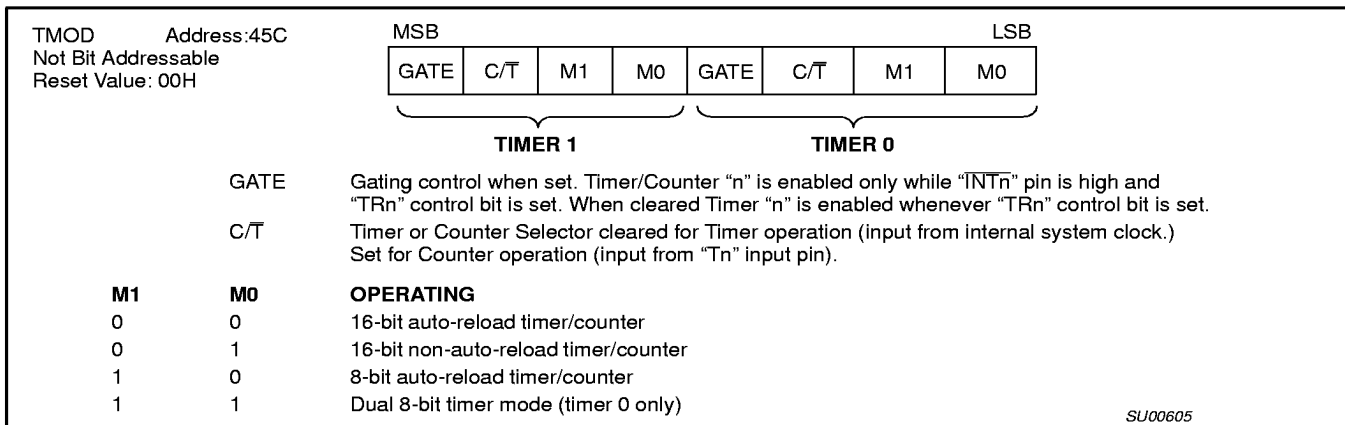 TMOD Address:45C
Not Bit Addressable
Reset Value: 00H
MSB LSB
GATE C/T̅ M1 M0 GATE C/T̅ M1 M0
TIMER 1 TIMER 0
GATE Gating control when set. Timer/Counter “n” is enabled only while “I̅N̅T̅n̅” pin is high and
“TRn” control bit is set. When cleared Timer “n” is enabled whenever “TRn” control bit is set.
C/T̅ Timer or Counter Selector cleared for Timer operation (input from internal system clock.)
Set for Counter operation (input from “Tn” input pin).
M1 M0 OPERATING
0 0 16-bit auto-reload timer/counter
0 1 16-bit non-auto-reload timer/counter
1 0 8-bit auto-reload timer/counter
1 1 Dual 8-bit timer mode (timer 0 only)
SU00605